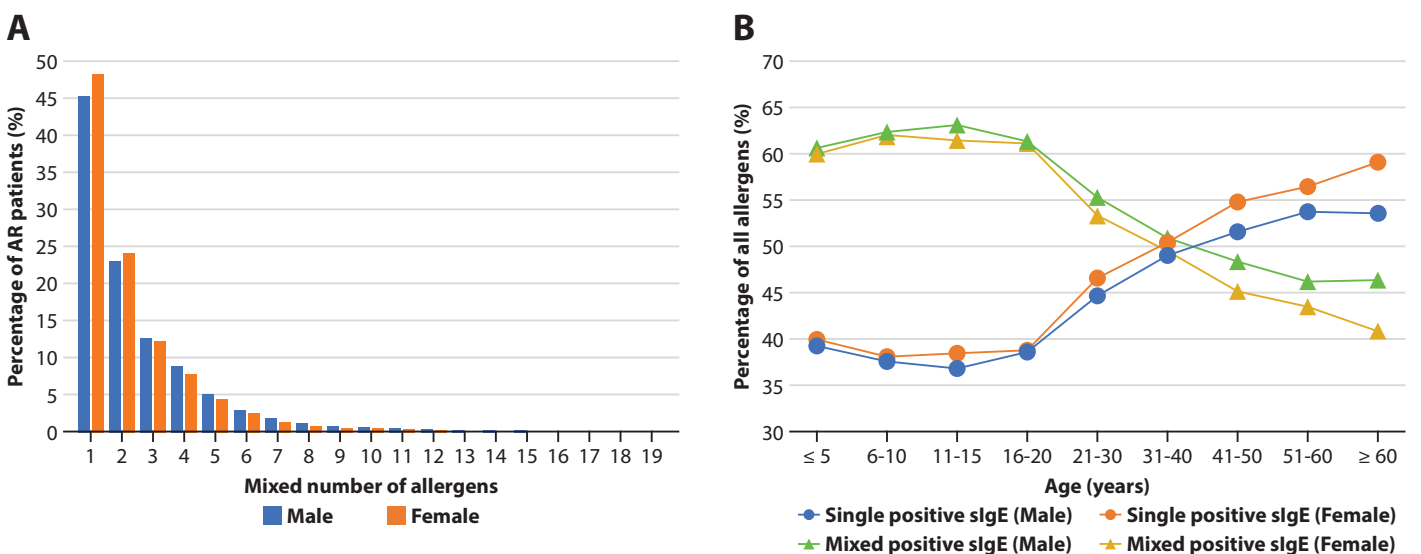 A
Percentage of AR patients (%)
50
45
40
35
30
25
20
15
10
5
0
1 2 3 4 5 6 7 8 9 10 11 12 13 14 15 16 17 18 19
Mixed number of allergens
Male Female
B
Percentage of all allergens (%)
70
65
60
55
50
45
40
35
30
≤ 5 6-10 11-15 16-20 21-30 31-40 41-50 51-60 ≥ 60
Age (years)
Single positive sIgE (Male) Single positive sIgE (Female)
Mixed positive sIgE (Male) Mixed positive sIgE (Female)